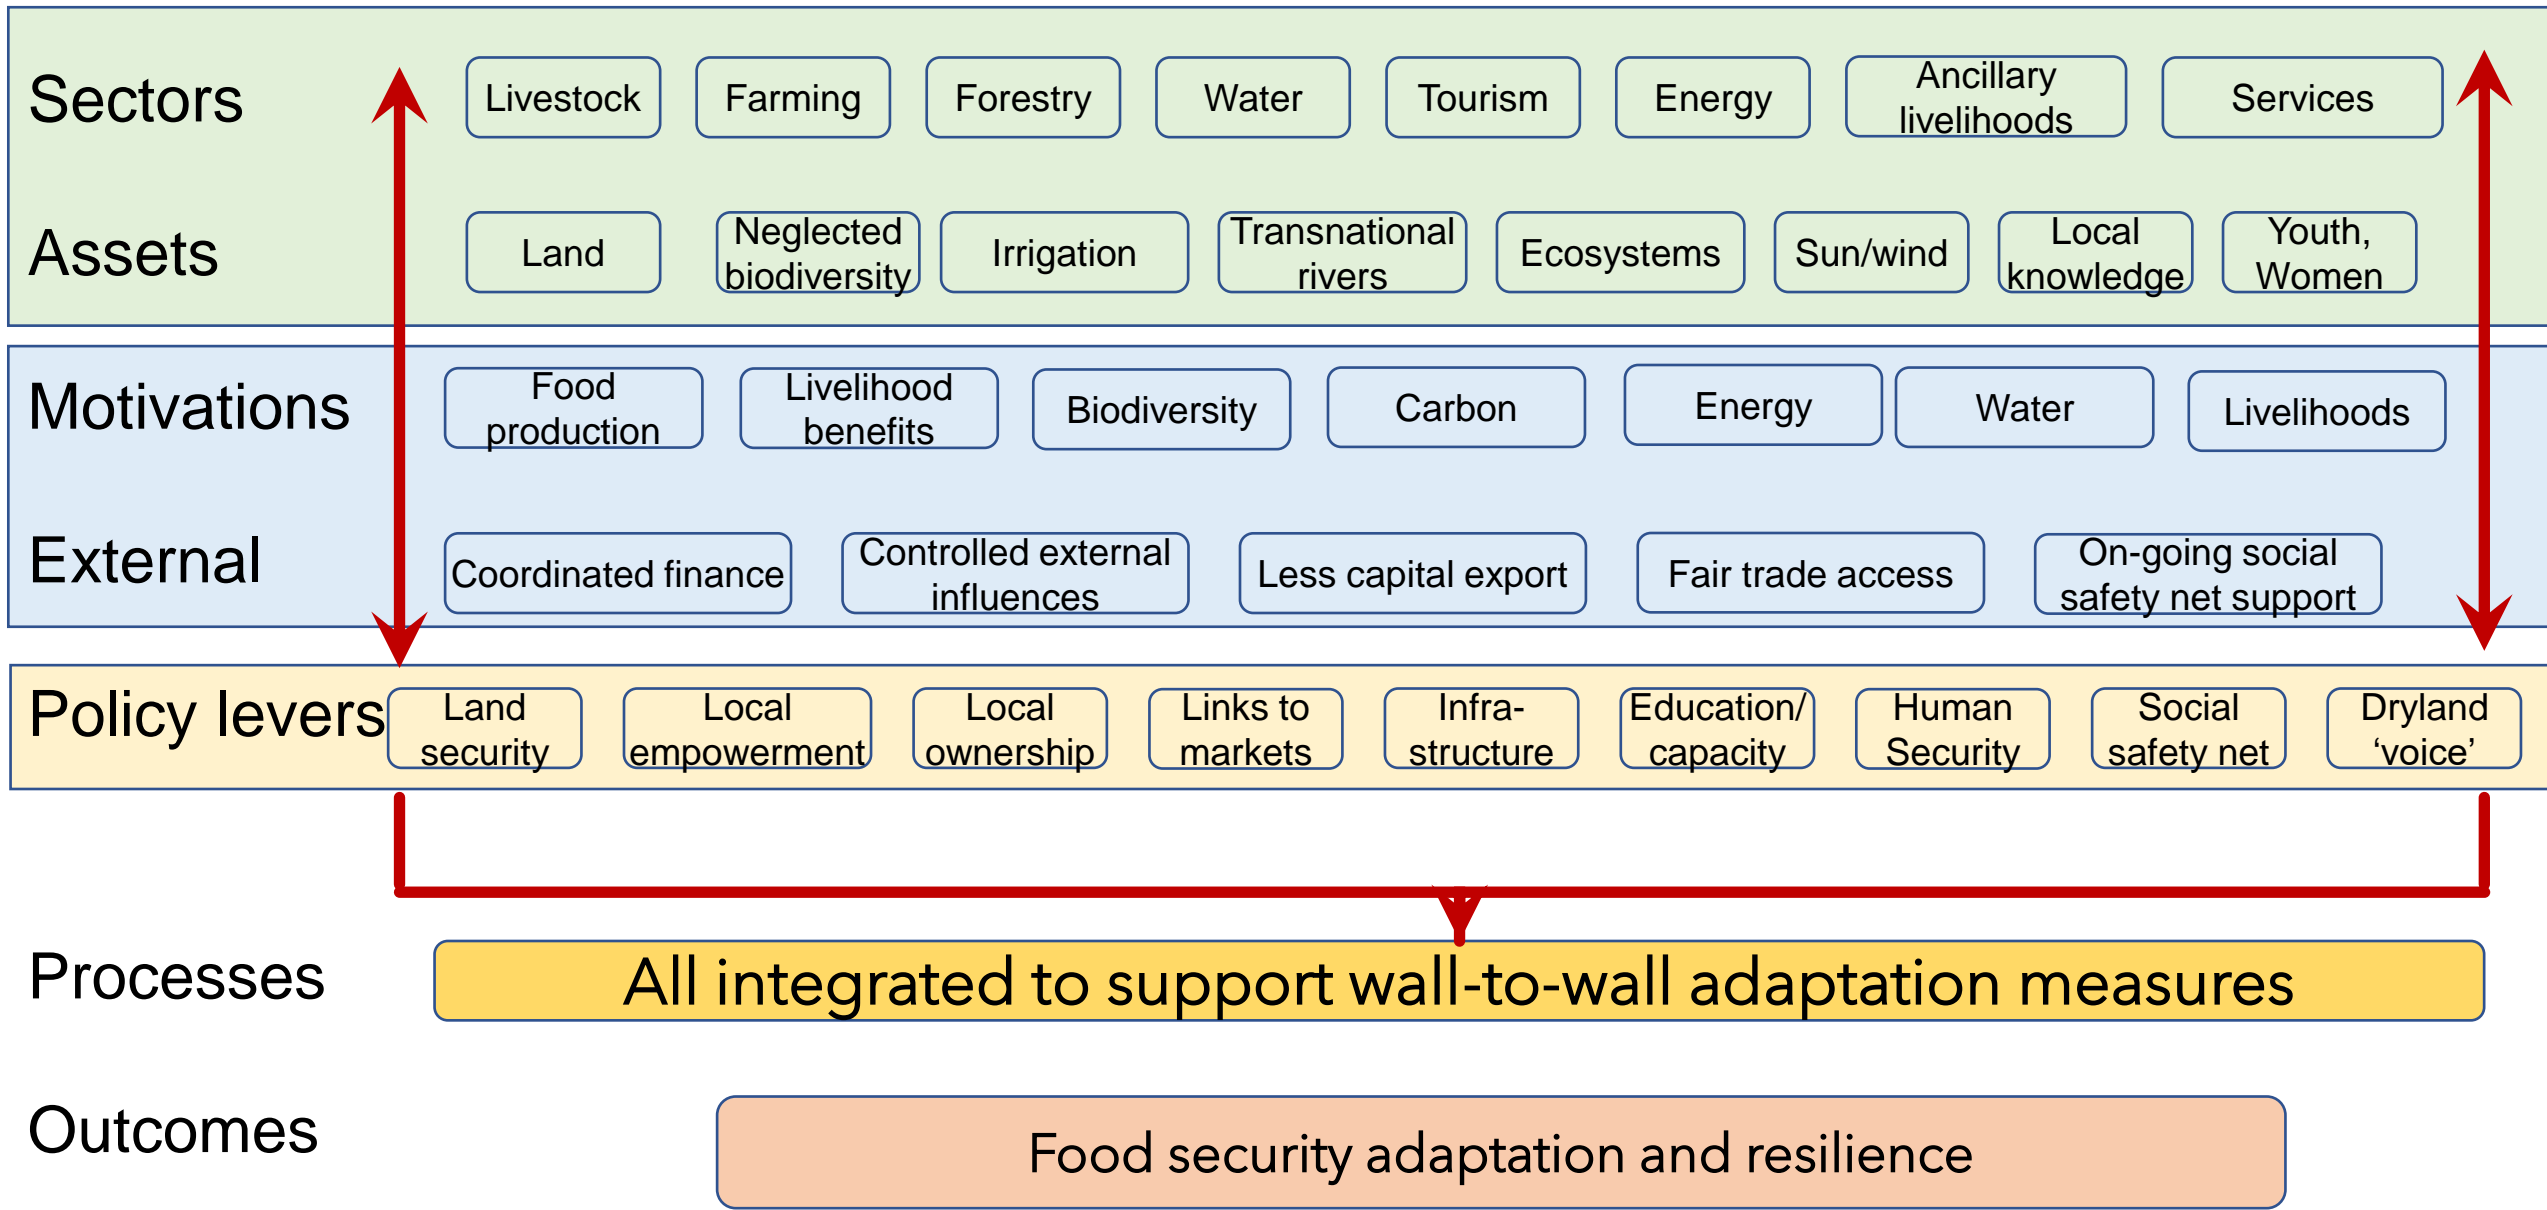 Sectors
Livestock
Farming
Forestry
Water
Tourism
Energy
Ancillary
livelihoods
Services
Assets
Land
Neglected
biodiversity
Irrigation
Transnational
rivers
Ecosystems
Sun/wind
Local
knowledge
Youth,
Women
Motivations
Food
production
Livelihood
benefits
Biodiversity
Carbon
Energy
Water
Livelihoods
External
Coordinated finance
Controlled external
influences
Less capital export
Fair trade access
On-going social
safety net support
Policy levers
Land
security
Local
empowerment
Local
ownership
Links to
markets
Infra-
structure
Education/
capacity
Human
Security
Social
safety net
Dryland
‘voice’
Processes
All integrated to support wall-to-wall adaptation measures
Outcomes
Food security adaptation and resilience